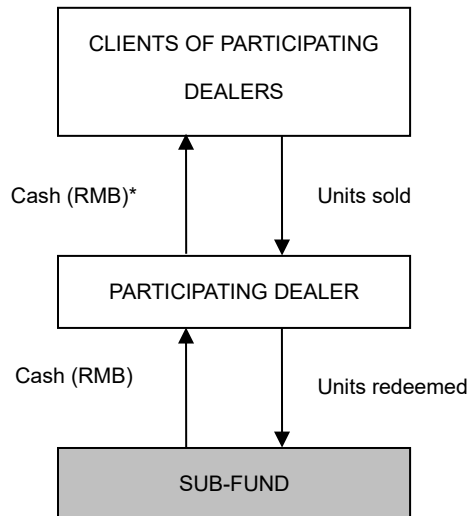 CLIENTS OF PARTICIPATING
DEALERS
Cash (RMB)*
Units sold
PARTICIPATING DEALER
Cash (RMB)
Units redeemed
SUB-FUND